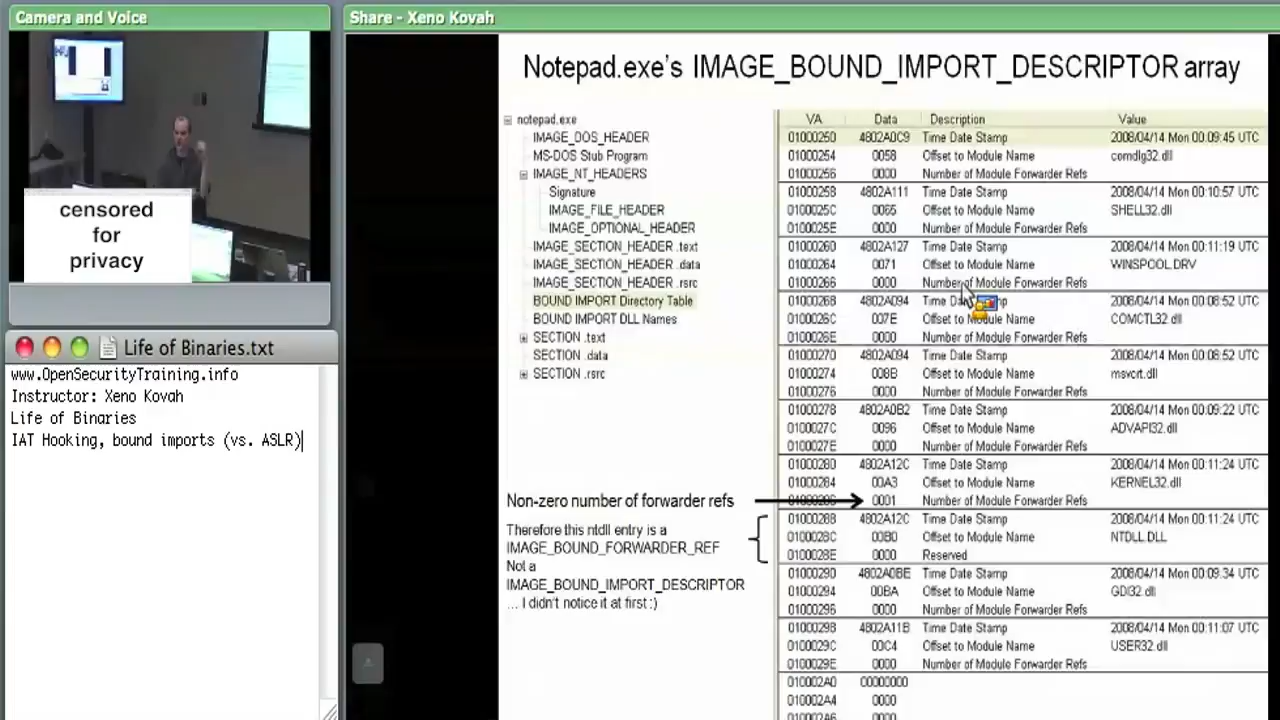 Camera and Voice
censored
for
privacy
Life of Binaries.txt
www.OpenSecurityTraining.info
Instructor: Xeno Kovah
Life of Binaries
IAT Hooking, bound imports (vs. ASLR)
Share - Xeno Kovah
Notepad.exe's IMAGE_BOUND_IMPORT_DESCRIPTOR array
notepad.exe
IMAGE_DOS_HEADER
MS-DOS Stub Program
IMAGE_NT_HEADERS
Signature
IMAGE_FILE_HEADER
IMAGE_OPTIONAL_HEADER
IMAGE_SECTION_HEADER .text
IMAGE_SECTION_HEADER .data
IMAGE_SECTION_HEADER .rsrc
BOUND IMPORT Directory Table
BOUND IMPORT DLL Names
SECTION .text
SECTION .data
SECTION .rsrc
Non-zero number of forwarder refs
Therefore this ntdll entry is a
IMAGE_BOUND_FORWARDER_REF
Not a
IMAGE_BOUND_IMPORT_DESCRIPTOR
... I didn't notice it at first :)
VA Data Description Value
01000250 4802A0C9 Time Date Stamp 2008/04/14 Mon 00:09:45 UTC
01000254 0058 Offset to Module Name comdlg32.dll
01000256 0000 Number of Module Forwarder Refs
01000258 4802A111 Time Date Stamp 2008/04/14 Mon 00:10:57 UTC
0100025C 0065 Offset to Module Name SHELL32.dll
0100025E 0000 Number of Module Forwarder Refs
01000260 4802A127 Time Date Stamp 2008/04/14 Mon 00:11:19 UTC
01000264 0071 Offset to Module Name WINSPOOL.DRV
01000266 0000 Number of Module Forwarder Refs
01000268 4802A094 Time Date Stamp 2008/04/14 Mon 00:08:52 UTC
0100026C 007E Offset to Module Name COMCTL32.dll
0100026E 0000 Number of Module Forwarder Refs
01000270 4802A094 Time Date Stamp 2008/04/14 Mon 00:08:52 UTC
01000274 008B Offset to Module Name msvcrt.dll
01000276 0000 Number of Module Forwarder Refs
01000278 4802A0B2 Time Date Stamp 2008/04/14 Mon 00:09:22 UTC
0100027C 0096 Offset to Module Name ADVAPI32.dll
0100027E 0000 Number of Module Forwarder Refs
01000280 4802A12C Time Date Stamp 2008/04/14 Mon 00:11:24 UTC
01000284 00A3 Offset to Module Name KERNEL32.dll
01000286 0001 Number of Module Forwarder Refs
01000288 4802A12C Time Date Stamp 2008/04/14 Mon 00:11:24 UTC
0100028C 00B0 Offset to Module Name NTDLL.DLL
0100028E 0000 Reserved
01000290 4802A0BE Time Date Stamp 2008/04/14 Mon 00:09:34 UTC
01000294 00BA Offset to Module Name GDI32.dll
01000296 0000 Number of Module Forwarder Refs
01000298 4802A11B Time Date Stamp 2008/04/14 Mon 00:11:07 UTC
0100029C 00C4 Offset to Module Name USER32.dll
0100029E 0000 Number of Module Forwarder Refs
010002A0 00000000
010002A4 0000
010002A6 0000